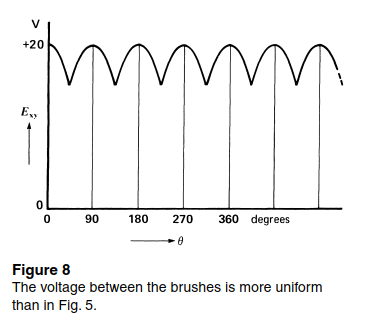 V
+20
Exy
0
0 90 180 270 360 degrees
θ
Figure 8
The voltage between the brushes is more uniform
than in Fig. 5.